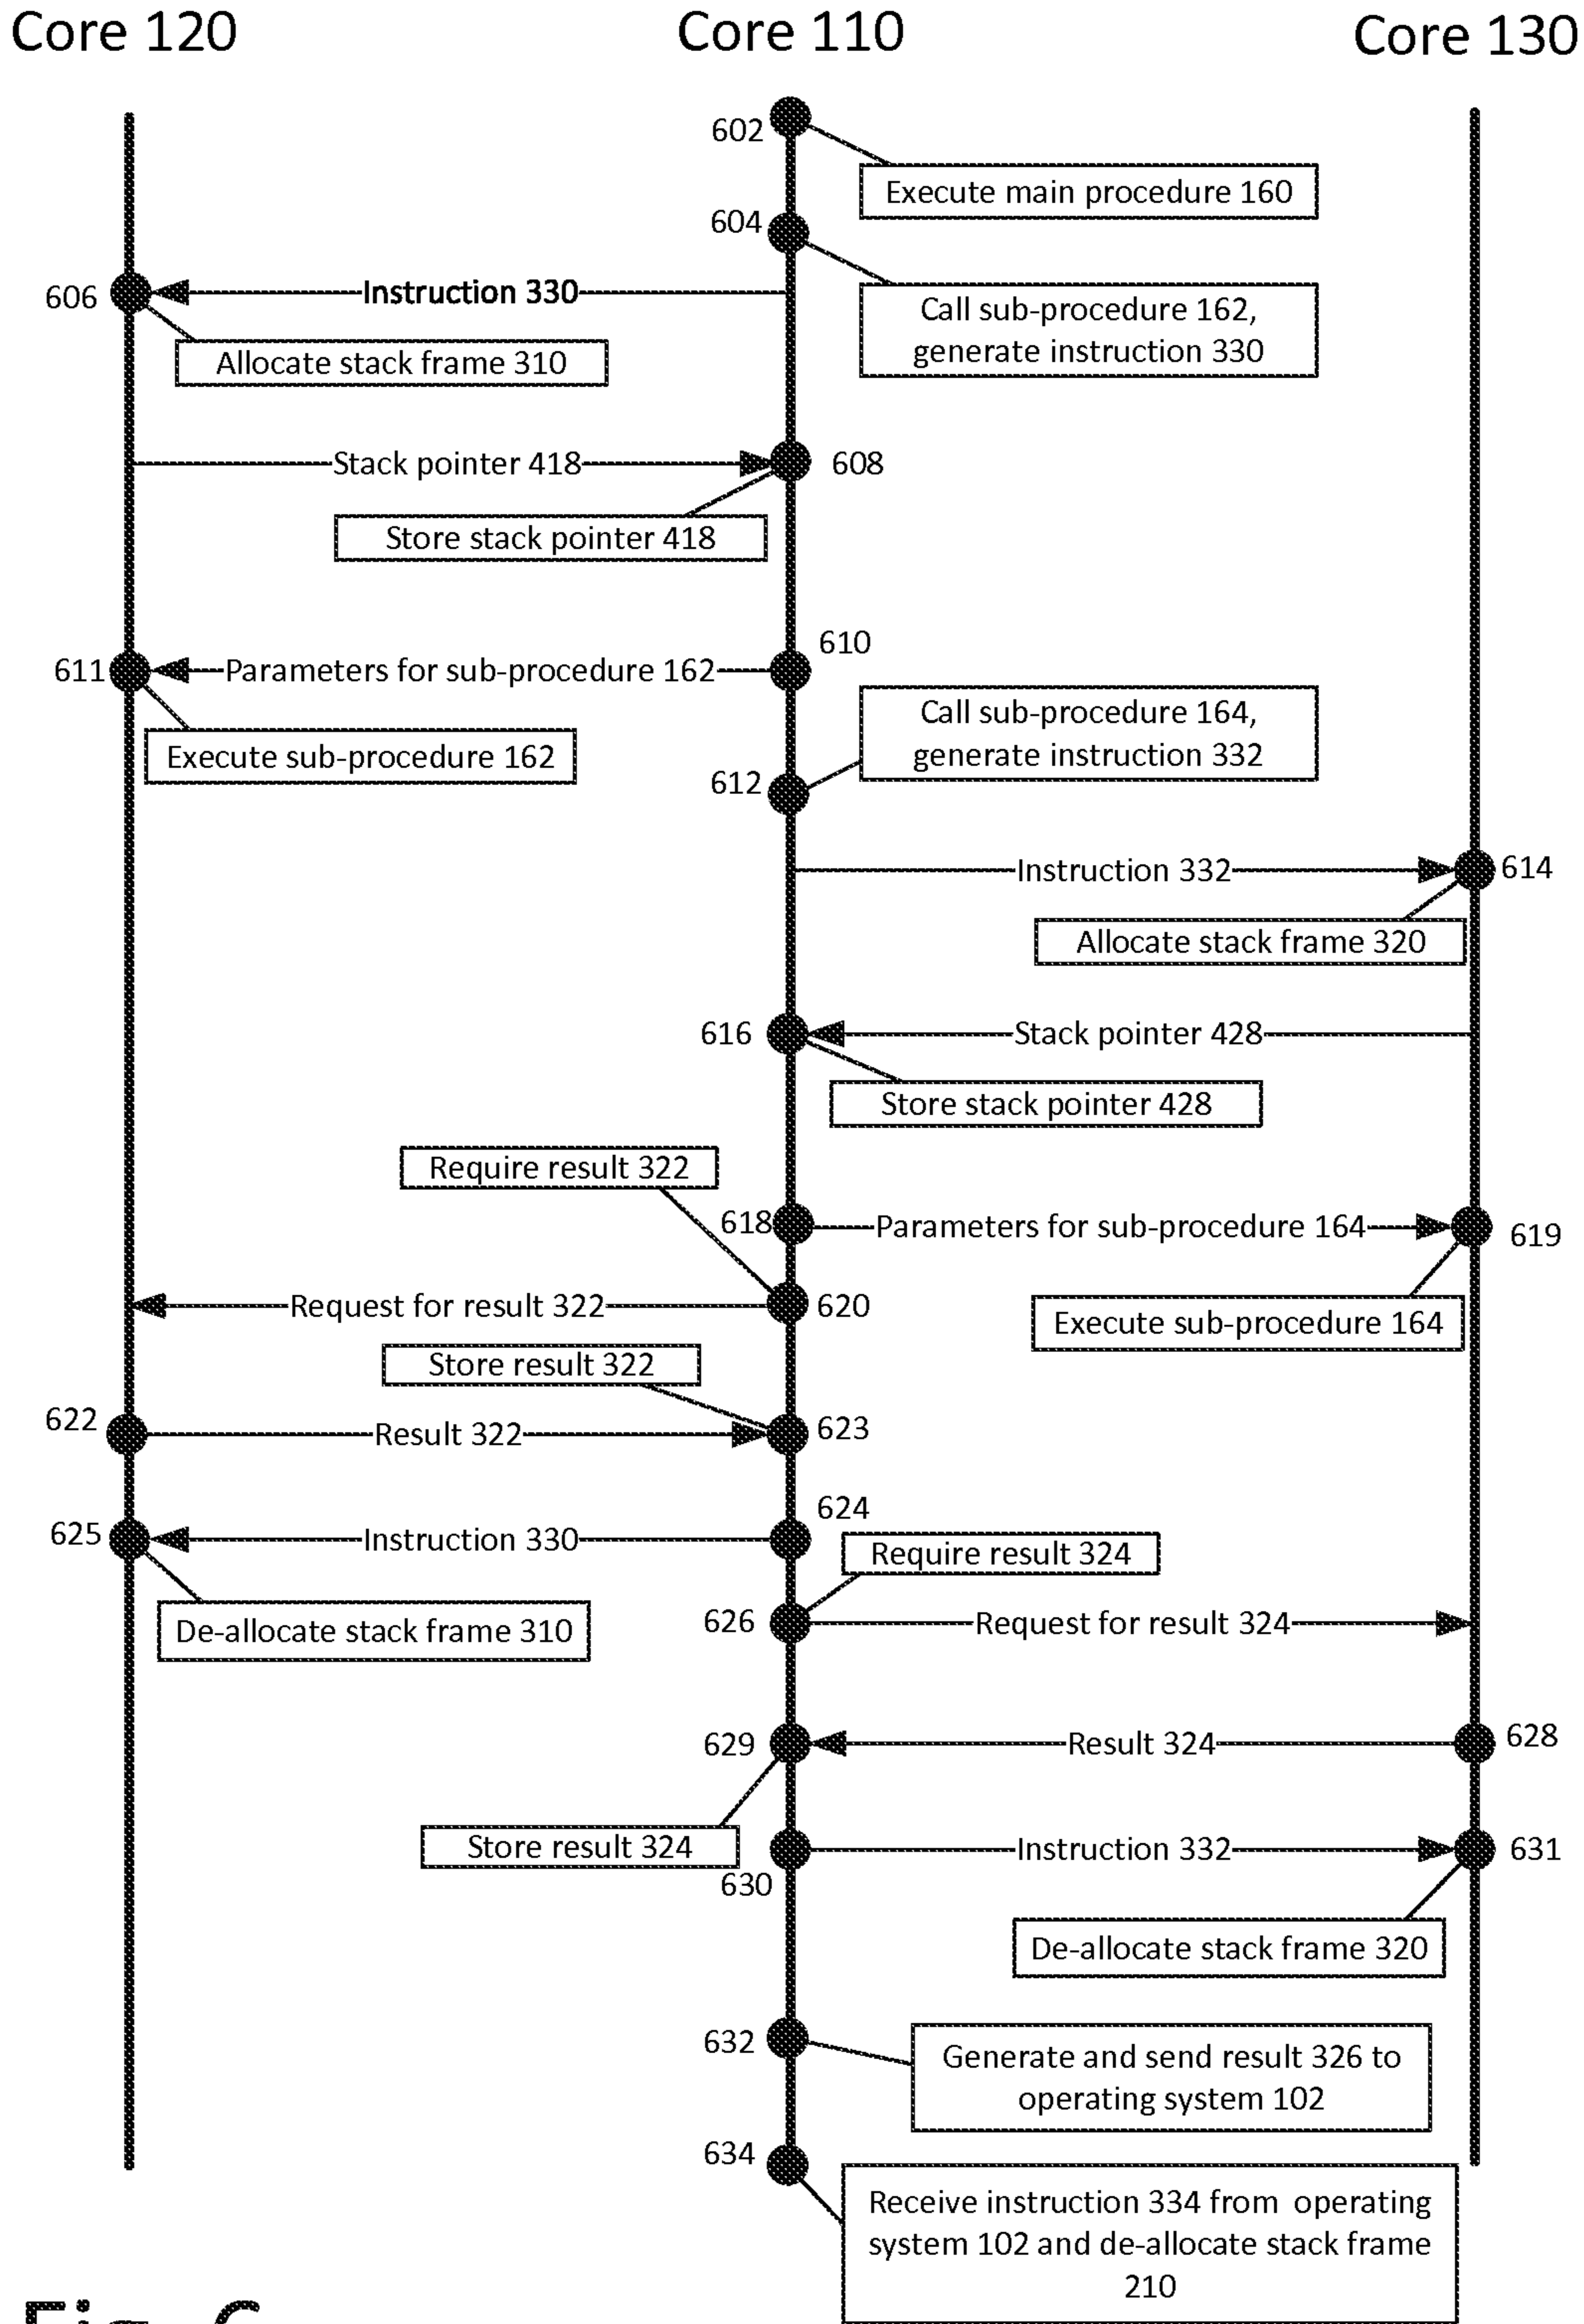 Core 120
Core 110
Core 130
602
Execute main procedure 160
604
606
Instruction 330
Call sub-procedure 162,
generate instruction 330
Allocate stack frame 310
Stack pointer 418
608
Store stack pointer 418
610
611
Parameters for sub-procedure 162
Call sub-procedure 164,
generate instruction 332
Execute sub-procedure 162
612
Instruction 332
614
Allocate stack frame 320
616
Stack pointer 428
Store stack pointer 428
Require result 322
618
Parameters for sub-procedure 164
619
Request for result 322
620
Execute sub-procedure 164
Store result 322
622
Result 322
623
624
625
Instruction 330
Require result 324
626
Request for result 324
De-allocate stack frame 310
629
Result 324
628
Store result 324
Instruction 332
631
630
De-allocate stack frame 320
632
Generate and send result 326 to
operating system 102
634
Receive instruction 334 from operating
system 102 and de-allocate stack frame
210